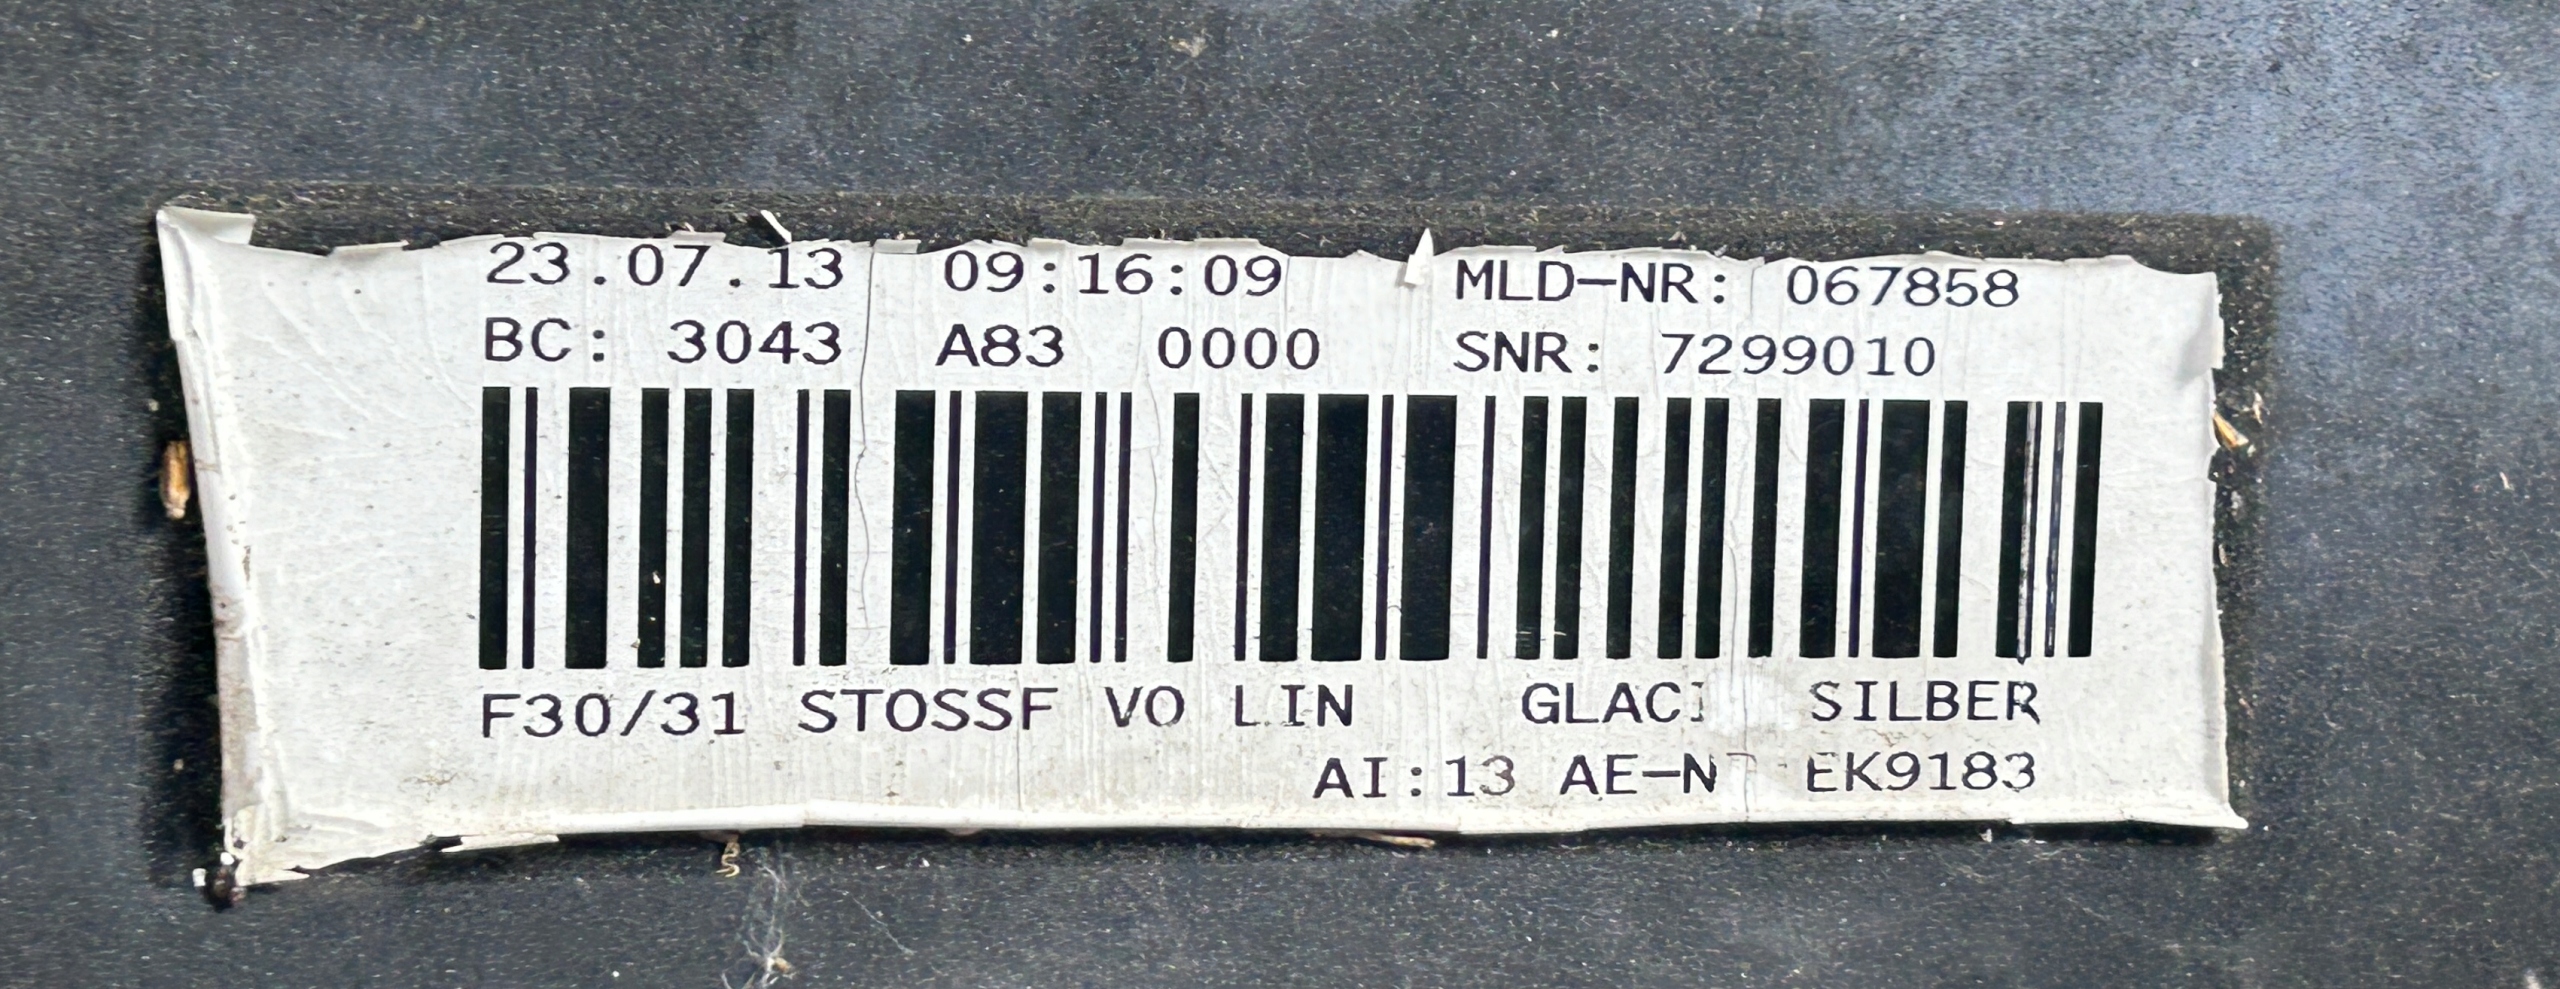 23.07.13 09:16:09 MLD-NR: 067858
BC: 3043 A83 0000 SNR: 7299010
F30/31 STOSSF VO LIN SILBER
AI:13 EK9183